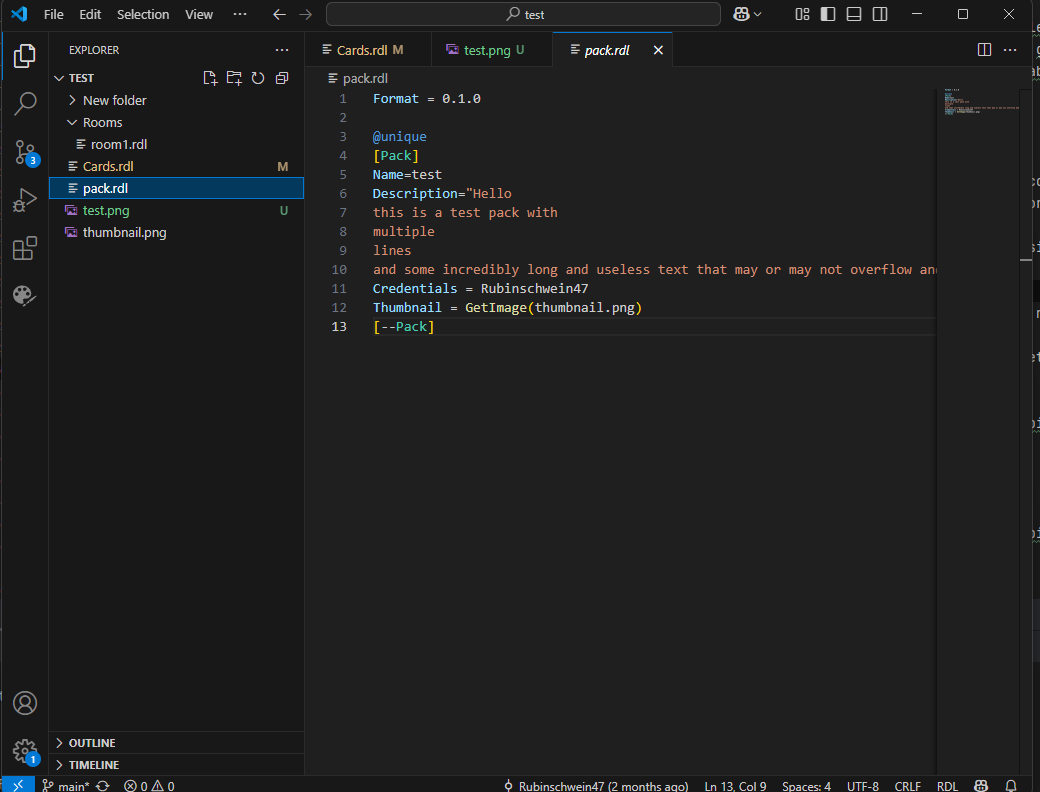 File Edit Selection View ··· test
EXPLORER ···
TEST
New folder
Rooms
room1.rdl
Cards.rdl M
pack.rdl
test.png U
thumbnail.png
OUTLINE
TIMELINE
Cards.rdl M test.png U pack.rdl
pack.rdl
1 Format = 0.1.0
2
3 @unique
4 [Pack]
5 Name=test
6 Description="Hello
7 this is a test pack with
8 multiple
9 lines
10 and some incredibly long and useless text that may or may not overflow and
11 Credentials = Rubinschwein47
12 Thumbnail = GetImage(thumbnail.png)
13 [--Pack]
3
1
main* 0 0 Rubinschwein47 (2 months ago) Ln 13, Col 9 Spaces: 4 UTF-8 CRLF RDL